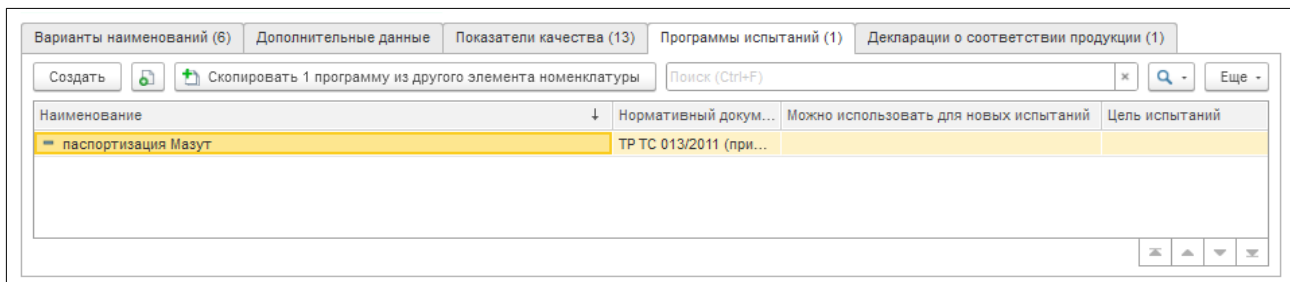 Варианты наименований (6) Дополнительные данные Показатели качества (13) Программы испытаний (1) Декларации о соответствии продукции (1)
Создать Скопировать 1 программу из другого элемента номенклатуры Поиск (Ctrl+F) × Еще
Наименование ↓ Нормативный докум... Можно использовать для новых испытаний Цель испытаний
паспортизация Мазут ТР ТС 013/2011 (при...